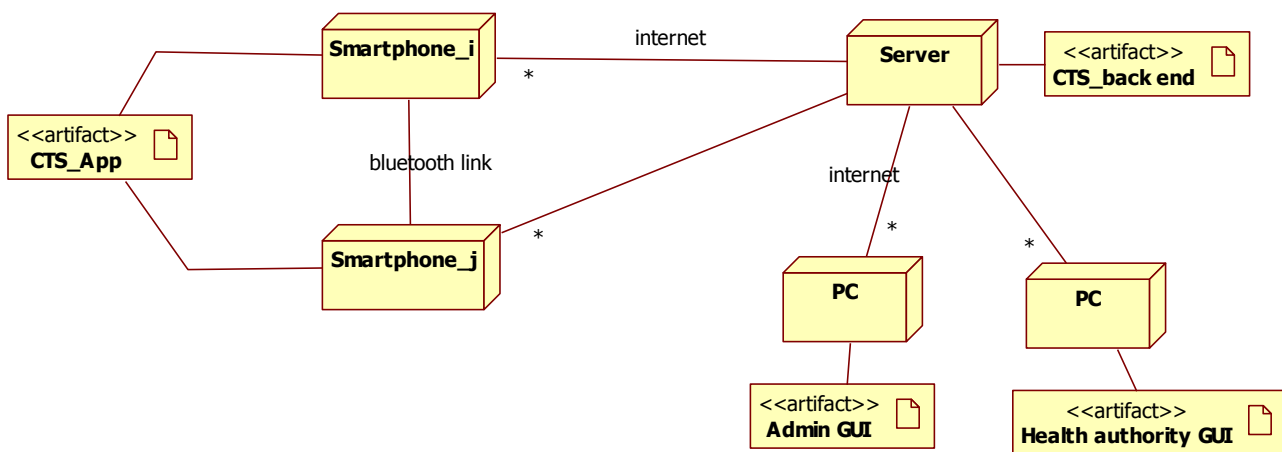 Smartphone_i
internet
*
Server
<<artifact>>
CTS_back end
<<artifact>>
CTS_App
bluetooth link
internet
*
*
*
Smartphone_j
PC
PC
<<artifact>>
Admin GUI
<<artifact>>
Health authority GUI